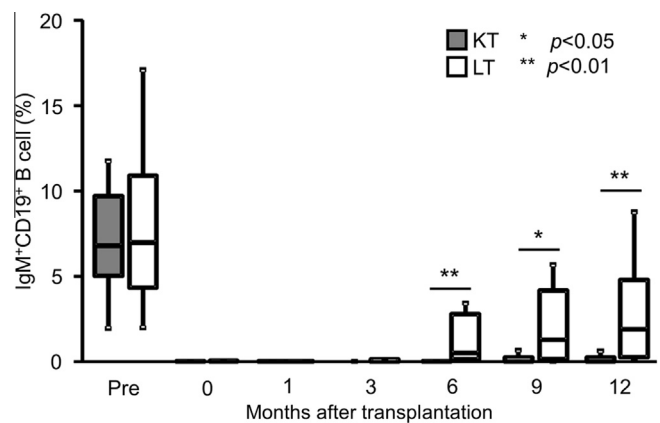 20
15
10
5
0
IgM⁺CD19⁺ B cell (%)
KT * p<0.05
LT ** p<0.01
** * **
Pre 0 1 3 6 9 12
Months after transplantation